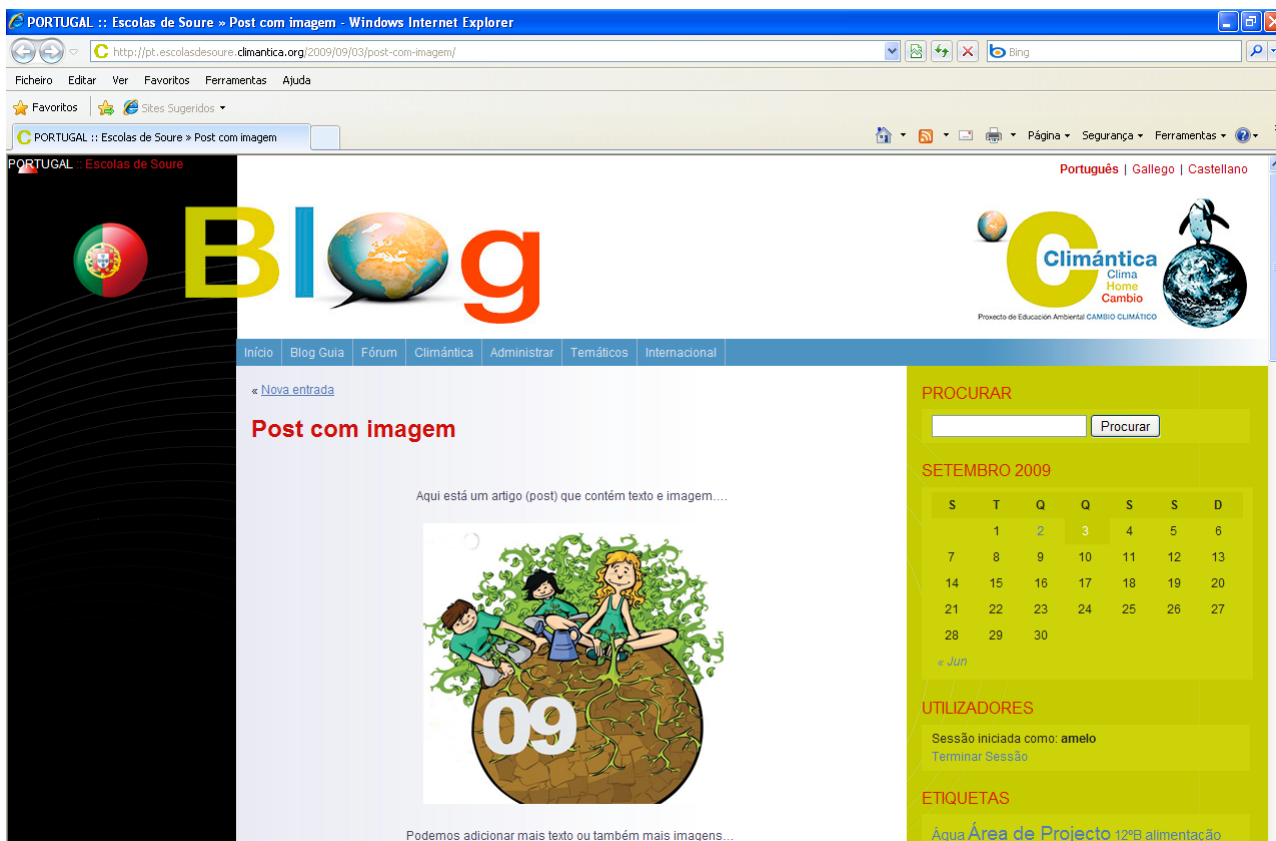 PORTUGAL :: Escolas de Soure » Post com imagem - Windows Internet Explorer
http://pt.escolasdesoure.climantica.org/2009/09/03/post-com-imagem/
Bing
Ficheiro Editar Ver Favoritos Ferramentas Ajuda
Favoritos Sites Sugeridos
PORTUGAL :: Escolas de Soure » Post com imagem
Página Segurança Ferramentas
PORTUGAL :: Escolas de Soure
Português | Gallego | Castellano
Blog
Climántica
Clima
Home
Cambio
Proxecto de Educación Ambiental CAMBIO CLIMÁTICO
Início Blog Guia Fórum Climántica Administrar Temáticos Internacional
« Nova entrada
Post com imagem
Aqui está um artigo (post) que contém texto e imagem....
09
Podemos adicionar mais texto ou também mais imagens...
PROCURAR
Procurar
SETEMBRO 2009
S T Q Q S S D
1 2 3 4 5 6
7 8 9 10 11 12 13
14 15 16 17 18 19 20
21 22 23 24 25 26 27
28 29 30
« Jun
UTILIZADORES
Sessão iniciada como: amelo
Terminar Sessão
ETIQUETAS
Água Área de Projecto 12ºB alimentação